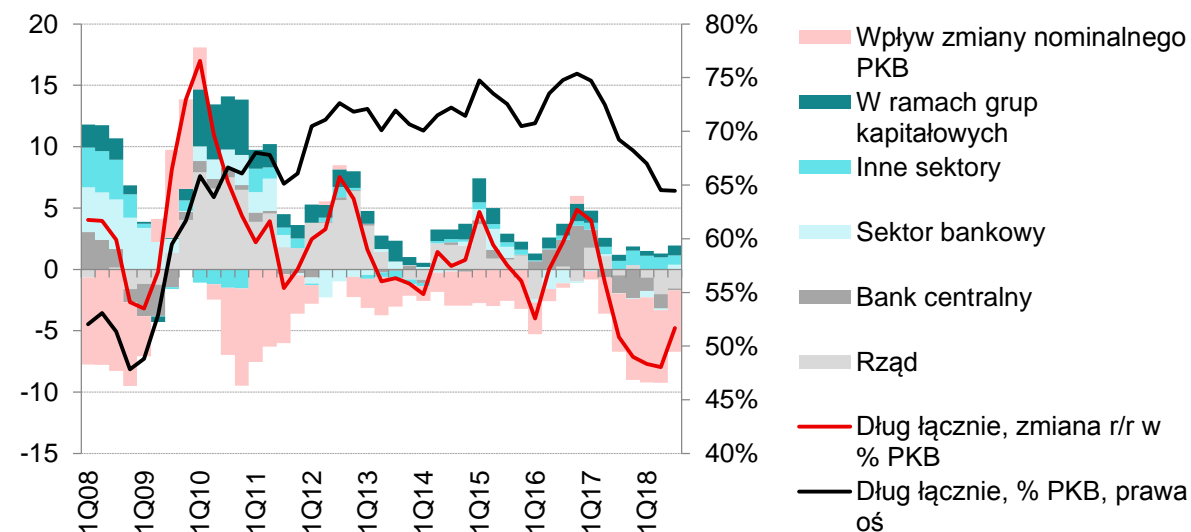 20
15
10
5
0
-5
-10
-15
80%
75%
70%
65%
60%
55%
50%
45%
40%
1Q08
1Q09
1Q10
1Q11
1Q12
1Q13
1Q14
1Q15
1Q16
1Q17
1Q18
Wpływ zmiany nominalnego
PKB
W ramach grup
kapitałowych
Inne sektory
Sektor bankowy
Bank centralny
Rząd
Dług łącznie, zmiana r/r w
% PKB
Dług łącznie, % PKB, prawa
oś